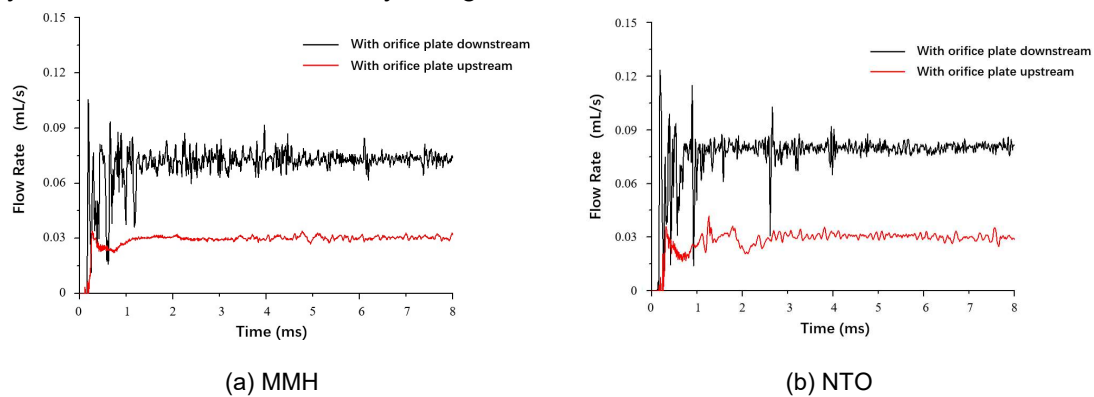 0.15
0.12
0.09
0.06
0.03
0
Flow Rate (mL/s)
With orifice plate downstream
With orifice plate upstream
0 1 2 3 4 5 6 7 8
Time (ms)
(a) MMH
0.15
0.12
0.09
0.06
0.03
0
Flow Rate (mL/s)
With orifice plate downstream
With orifice plate upstream
0 1 2 3 4 5 6 7 8
Time (ms)
(b) NTO